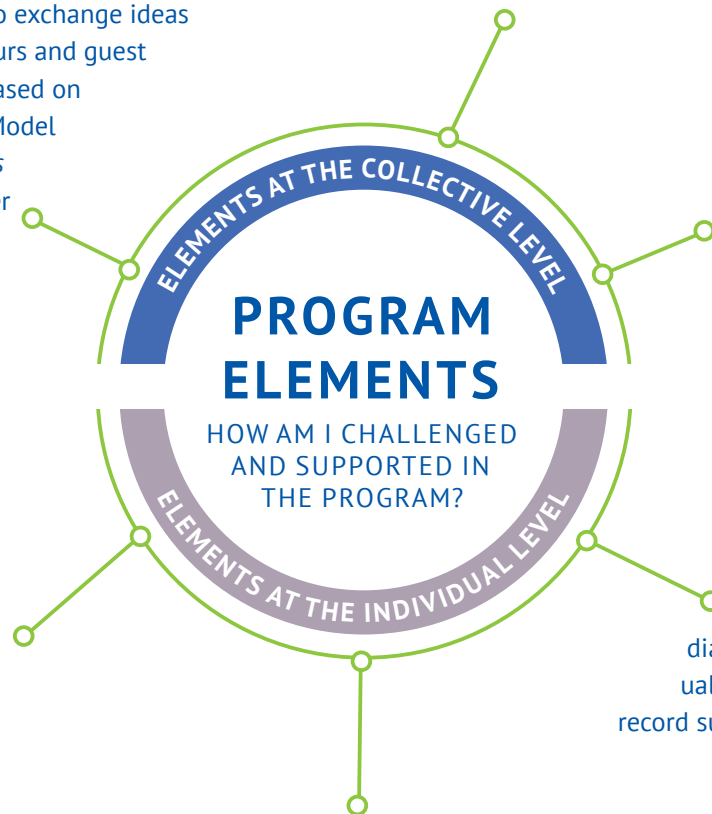 o exchange ideas
urs and guest
ased on
Model
s
er
ELEMENTS AT THE COLLECTIVE LEVEL
PROGRAM
ELEMENTS
HOW AM I CHALLENGED
AND SUPPORTED IN
THE PROGRAM?
ELEMENTS AT THE INDIVIDUAL LEVEL
dia
ual
record su